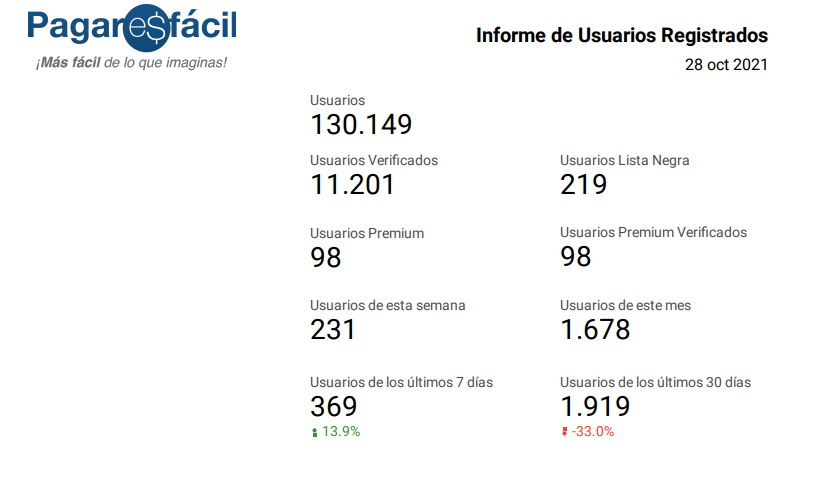 Pagare$fácil
¡Más fácil de lo que imaginas!
Informe de Usuarios Registrados
28 oct 2021
Usuarios
130.149
Usuarios Verificados
11.201
Usuarios Lista Negra
219
Usuarios Premium
98
Usuarios Premium Verificados
98
Usuarios de esta semana
231
Usuarios de este mes
1.678
Usuarios de los últimos 7 días
369
13.9%
Usuarios de los últimos 30 días
1.919
-33.0%